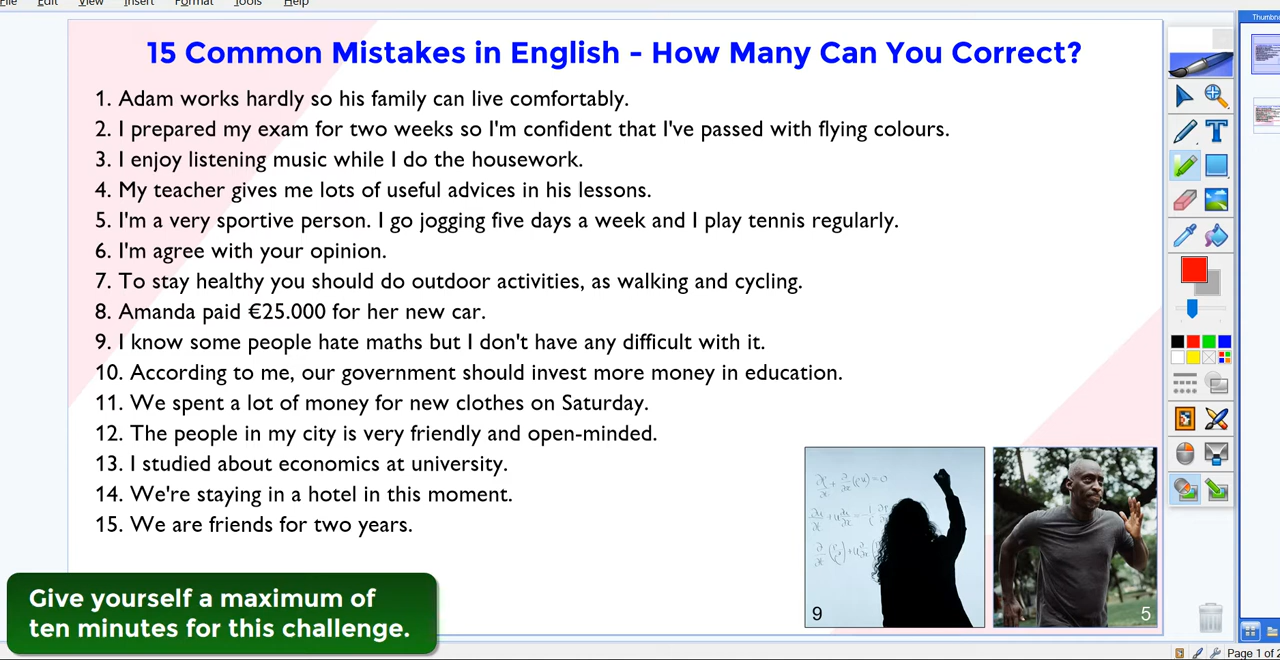 File Edit View Insert Format Tools Help
Thumbn
15 Common Mistakes in English - How Many Can You Correct?
1. Adam works hardly so his family can live comfortably.
2. I prepared my exam for two weeks so I'm confident that I've passed with flying colours.
3. I enjoy listening music while I do the housework.
4. My teacher gives me lots of useful advices in his lessons.
5. I'm a very sportive person. I go jogging five days a week and I play tennis regularly.
6. I'm agree with your opinion.
7. To stay healthy you should do outdoor activities, as walking and cycling.
8. Amanda paid €25.000 for her new car.
9. I know some people hate maths but I don't have any difficult with it.
10. According to me, our government should invest more money in education.
11. We spent a lot of money for new clothes on Saturday.
12. The people in my city is very friendly and open-minded.
13. I studied about economics at university.
14. We're staying in a hotel in this moment.
15. We are friends for two years.
9
5
Give yourself a maximum of
ten minutes for this challenge.
Page 1 of 2